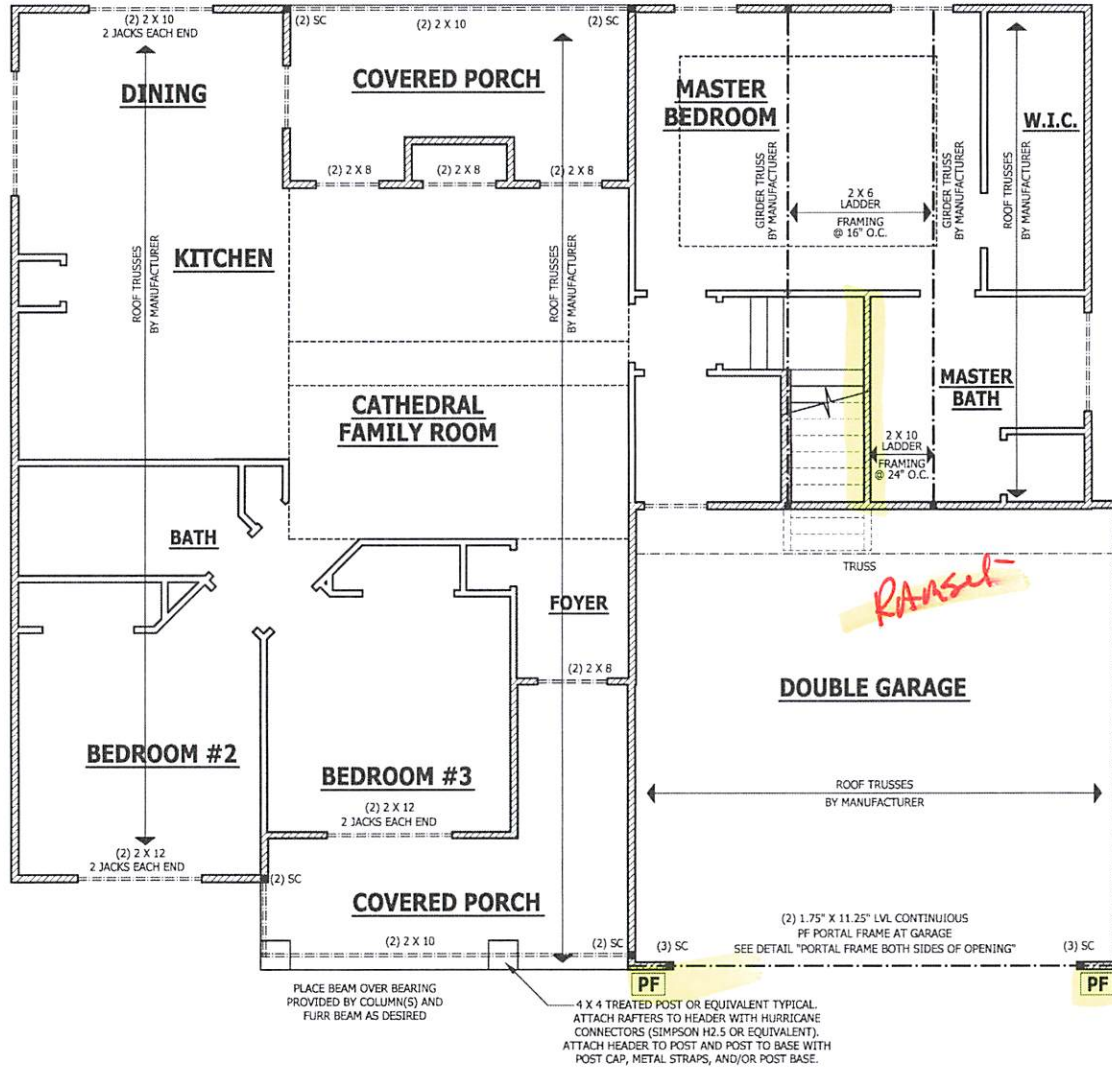 (2) 2 X 10
2 JACKS EACH END
(2) SC
(2) 2 X 10
(2) SC
DINING
COVERED PORCH
MASTER
BEDROOM
W.I.C.
(2) 2 X 8
(2) 2 X 8
(2) 2 X 8
GIRDER TRUSS
BY MANUFACTURER
2 X 6
LADDER
FRAMING
@ 16" O.C.
GIRDER TRUSS
BY MANUFACTURER
ROOF TRUSSES
BY MANUFACTURER
KITCHEN
ROOF TRUSSES
BY MANUFACTURER
ROOF TRUSSES
BY MANUFACTURER
CATHEDRAL
FAMILY ROOM
MASTER
BATH
2 X 10
LADDER
FRAMING
@ 24" O.C.
BATH
TRUSS
RAMSET
FOYER
(2) 2 X 8
DOUBLE GARAGE
BEDROOM #2
BEDROOM #3
ROOF TRUSSES
BY MANUFACTURER
(2) 2 X 12
2 JACKS EACH END
(2) 2 X 12
2 JACKS EACH END
(2) SC
COVERED PORCH
(2) 2 X 10
(2) SC
(2) 1.75" X 11.25" LVL CONTINUIOUS
PF PORTAL FRAME AT GARAGE
SEE DETAIL "PORTAL FRAME BOTH SIDES OF OPENING"
(3) SC
(3) SC
PF
PF
PLACE BEAM OVER BEARING
PROVIDED BY COLUMN(S) AND
FURR BEAM AS DESIRED
4 X 4 TREATED POST OR EQUIVALENT TYPICAL.
ATTACH RAFTERS TO HEADER WITH HURRICANE
CONNECTORS (SIMPSON H2.5 OR EQUIVALENT).
ATTACH HEADER TO POST AND POST TO BASE WITH
POST CAP, METAL STRAPS, AND/OR POST BASE.